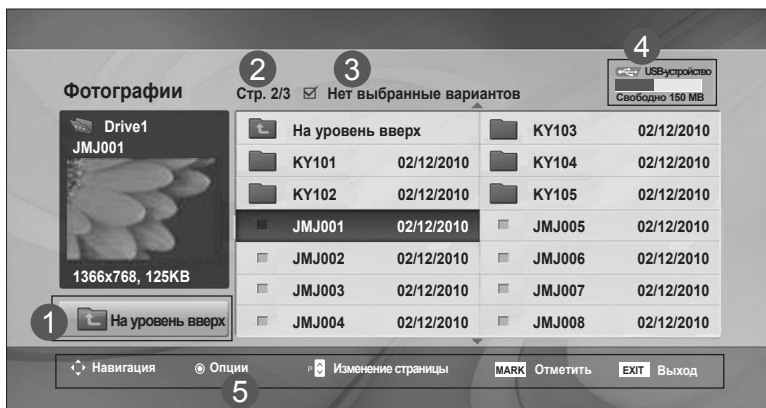 2
3
4
USB-устройство
Свободно 150 MB
Фотографии
Стр. 2/3
Нет выбранные вариантов
Drive1
JMJ001
1366x768, 125KB
1
На уровень вверх
На уровень вверх
KY101 02/12/2010
KY102 02/12/2010
JMJ001 02/12/2010
JMJ002 02/12/2010
JMJ003 02/12/2010
JMJ004 02/12/2010
KY103 02/12/2010
KY104 02/12/2010
KY105 02/12/2010
JMJ005 02/12/2010
JMJ006 02/12/2010
JMJ007 02/12/2010
JMJ008 02/12/2010
Навигация Опции P Изменение страницы MARK Отметить EXIT Выход
5